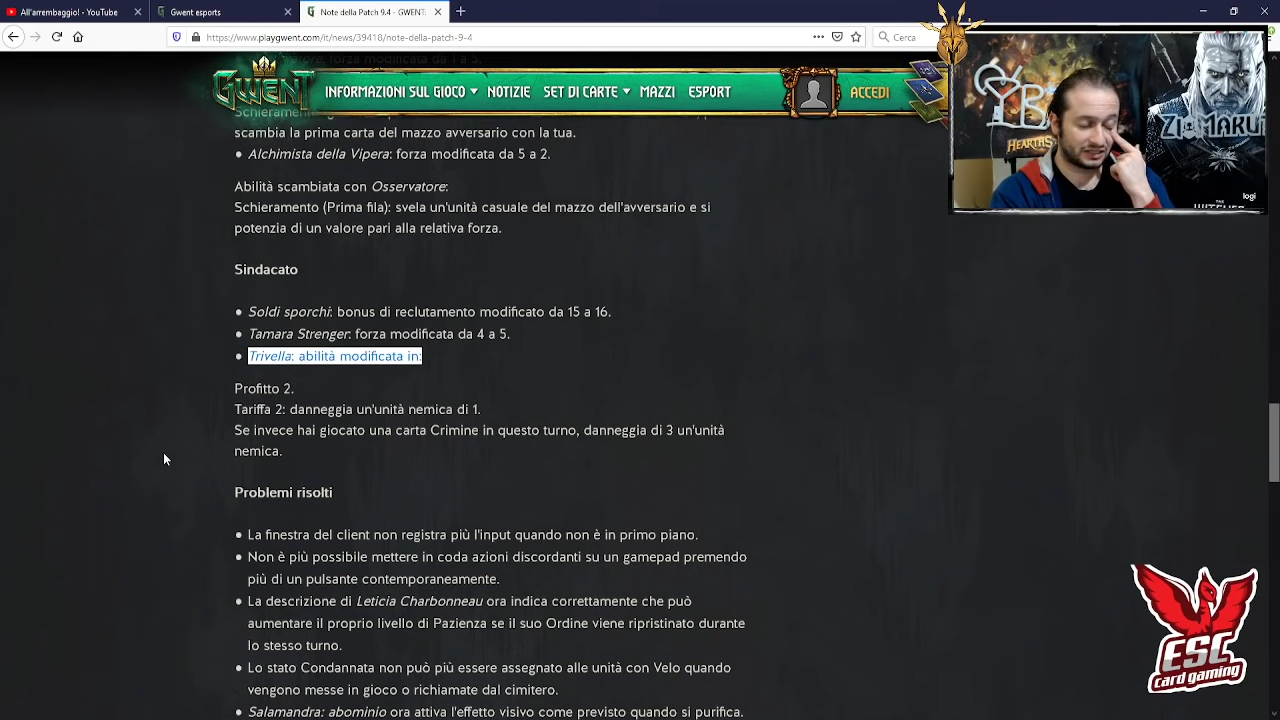 All'arrembaggio! - YouTube
Gwent esports
Note della Patch 9.4 - GWENT:
https://www.playgwent.com/it/news/39418/note-della-patch-9-4
Cerca
GWENT
INFORMAZIONI SUL GIOCO
NOTIZIE
SET DI CARTE
MAZZI
ESPORT
ACCEDI
scambia la prima carta del mazzo avversario con la tua.
• Alchimista della Vipera: forza modificata da 5 a 2.
Abilità scambiata con Osservatore:
Schieramento (Prima fila): svela un'unità casuale del mazzo dell'avversario e si
potenzia di un valore pari alla relativa forza.
Sindacato
• Soldi sporchi: bonus di reclutamento modificato da 15 a 16.
• Tamara Strenger: forza modificata da 4 a 5.
• Trivella: abilità modificata in:
Profitto 2.
Tariffa 2: danneggia un'unità nemica di 1.
Se invece hai giocato una carta Crimine in questo turno, danneggia di 3 un'unità
nemica.
Problemi risolti
• La finestra del client non registra più l'input quando non è in primo piano.
• Non è più possibile mettere in coda azioni discordanti su un gamepad premendo
più di un pulsante contemporaneamente.
• La descrizione di Leticia Charbonneau ora indica correttamente che può
aumentare il proprio livello di Pazienza se il suo Ordine viene ripristinato durante
lo stesso turno.
• Lo stato Condannata non può più essere assegnato alle unità con Velo quando
vengono messe in gioco o richiamate dal cimitero.
• Salamandra: abominio ora attiva l'effetto visivo come previsto quando si purifica.
HEARTHS
logi
THE
ESC
card gaming